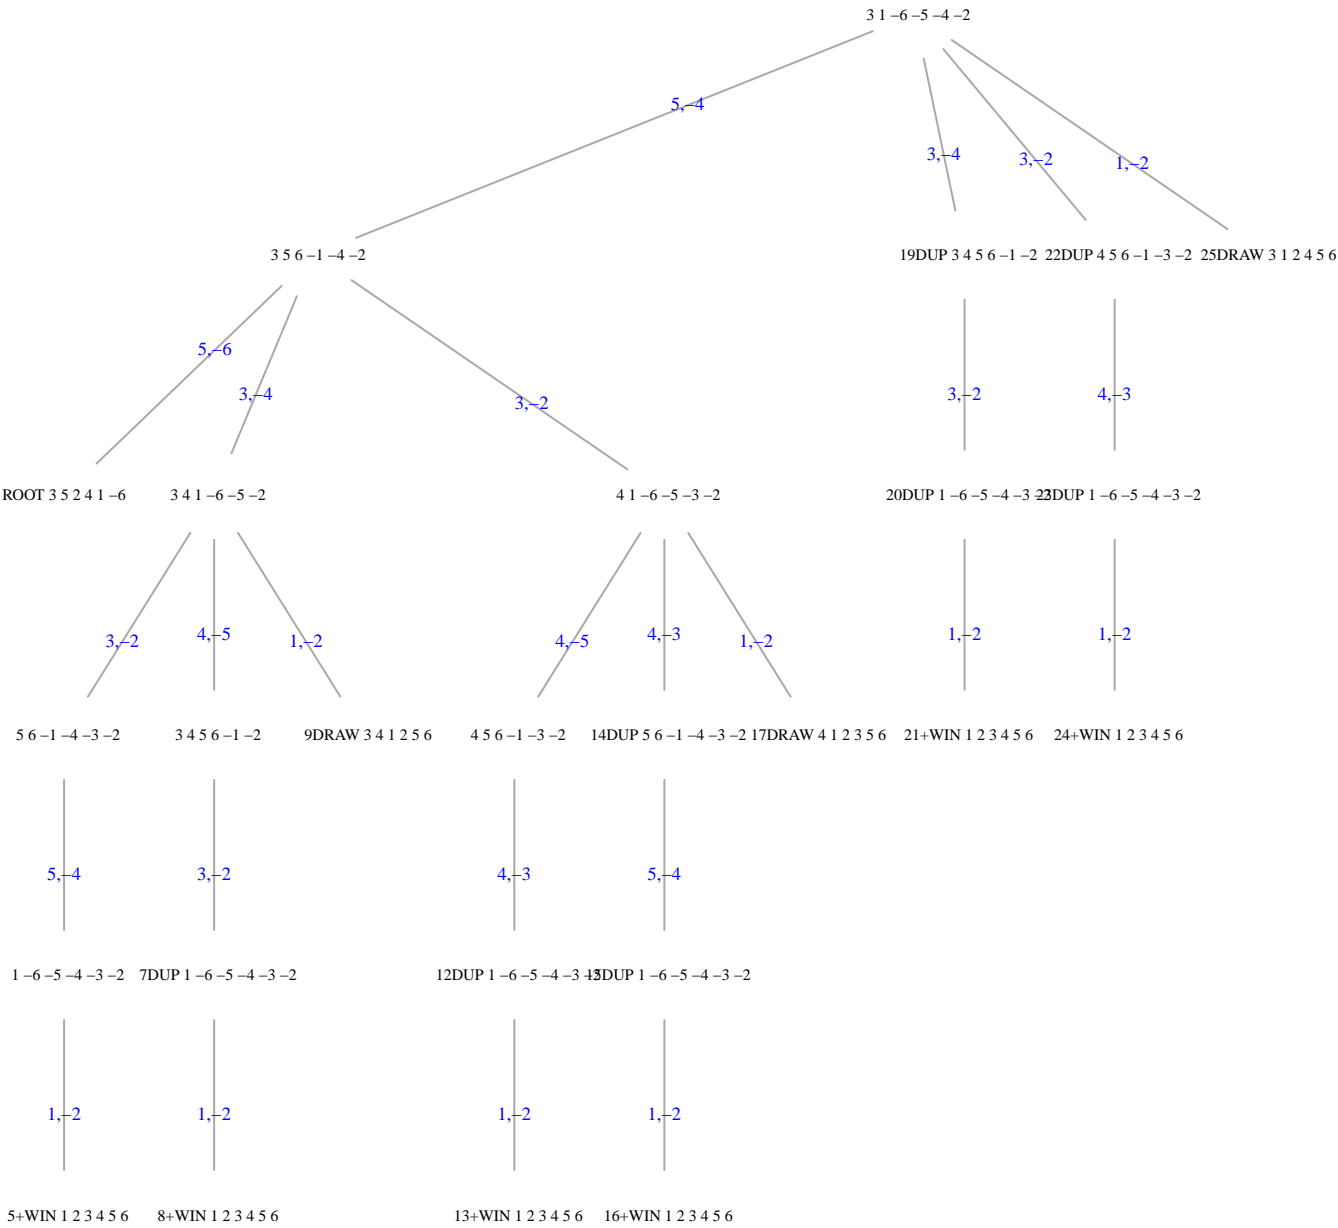 3 1 –6 –5 –4 –2
5,–4
3,–4
3,–2
1,–2
3 5 6 –1 –4 –2
19DUP 3 4 5 6 –1 –2
22DUP 4 5 6 –1 –3 –2
25DRAW 3 1 2 4 5 6
5,–6
3,–4
3,–2
3,–2
4,–3
ROOT 3 5 2 4 1 –6
3 4 1 –6 –5 –2
4 1 –6 –5 –3 –2
20DUP 1 –6 –5 –4 –3 –2
23DUP 1 –6 –5 –4 –3 –2
3,–2
4,–5
1,–2
4,–5
4,–3
1,–2
1,–2
1,–2
5 6 –1 –4 –3 –2
3 4 5 6 –1 –2
9DRAW 3 4 1 2 5 6
4 5 6 –1 –3 –2
14DUP 5 6 –1 –4 –3 –2
17DRAW 4 1 2 3 5 6
21+WIN 1 2 3 4 5 6
24+WIN 1 2 3 4 5 6
5,–4
3,–2
4,–3
5,–4
1 –6 –5 –4 –3 –2
7DUP 1 –6 –5 –4 –3 –2
12DUP 1 –6 –5 –4 –3 –2
15DUP 1 –6 –5 –4 –3 –2
1,–2
1,–2
1,–2
1,–2
5+WIN 1 2 3 4 5 6
8+WIN 1 2 3 4 5 6
13+WIN 1 2 3 4 5 6
16+WIN 1 2 3 4 5 6